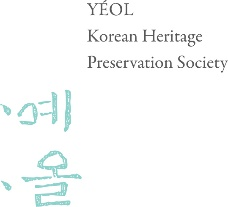 YÉOL
Korean Heritage
Preservation Society
예
올